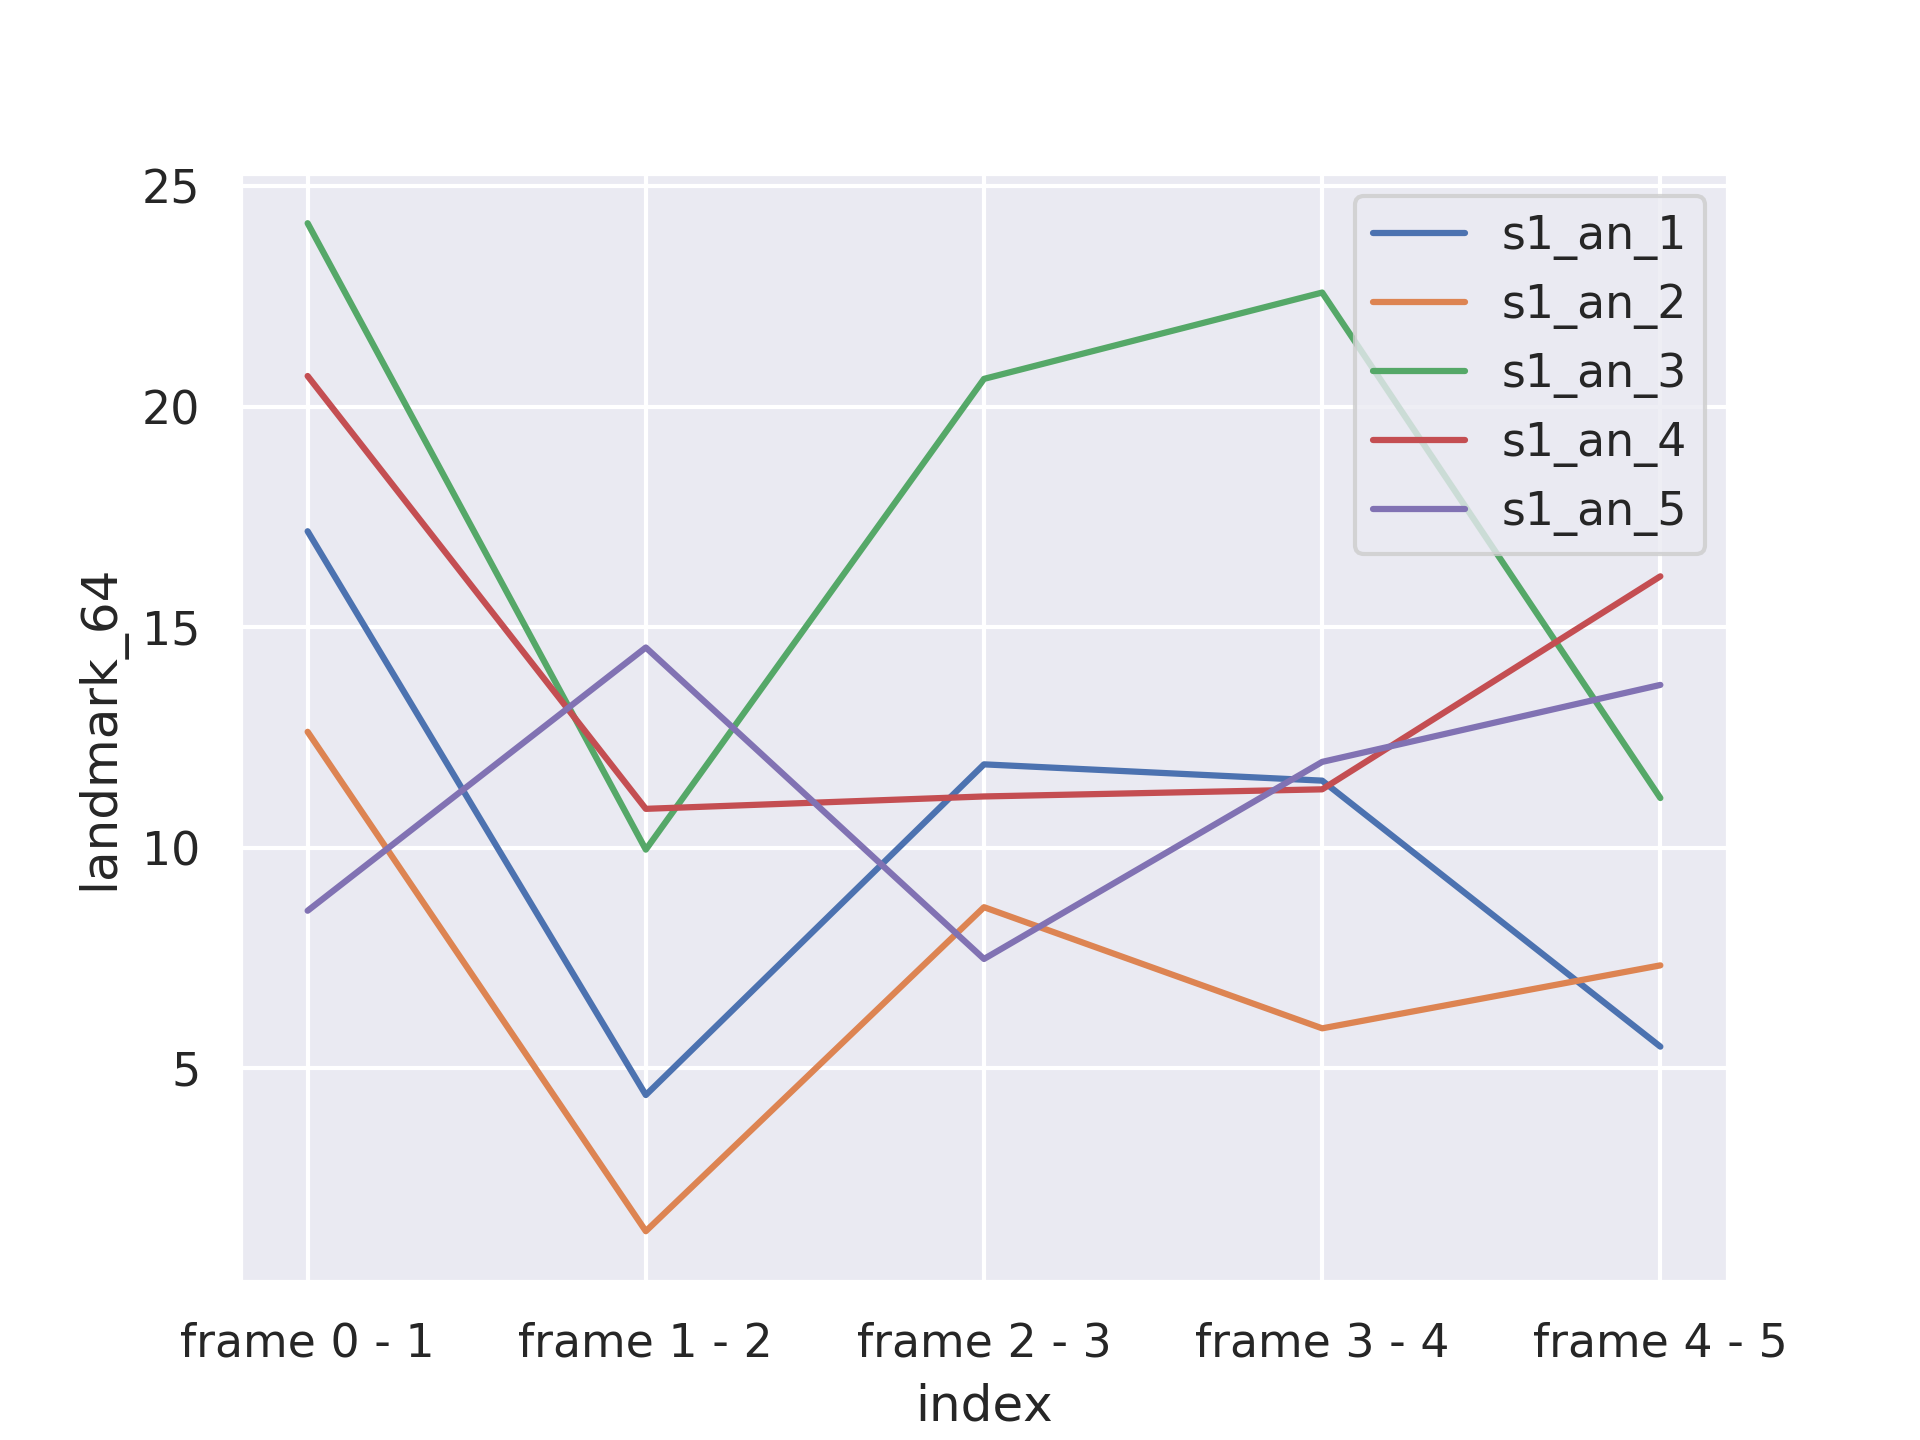 25
20
15
10
5
landmark_64
s1_an_1
s1_an_2
s1_an_3
s1_an_4
s1_an_5
frame 0 - 1
frame 1 - 2
frame 2 - 3
frame 3 - 4
frame 4 - 5
index